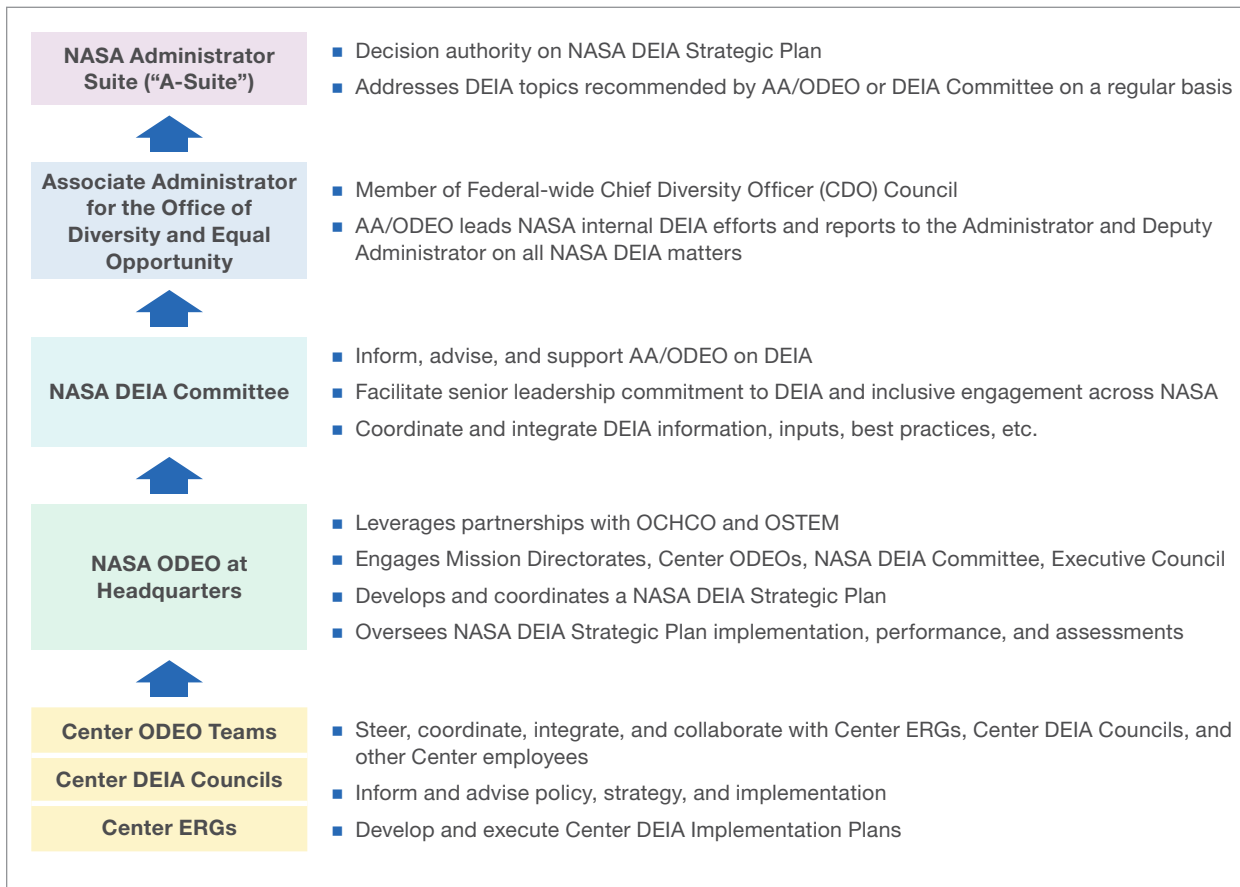 NASA Administrator
Suite (“A-Suite”)
■ Decision authority on NASA DEIA Strategic Plan
■ Addresses DEIA topics recommended by AA/ODEO or DEIA Committee on a regular basis
Associate Administrator
for the Office of
Diversity and Equal
Opportunity
■ Member of Federal-wide Chief Diversity Officer (CDO) Council
■ AA/ODEO leads NASA internal DEIA efforts and reports to the Administrator and Deputy
Administrator on all NASA DEIA matters
NASA DEIA Committee
■ Inform, advise, and support AA/ODEO on DEIA
■ Facilitate senior leadership commitment to DEIA and inclusive engagement across NASA
■ Coordinate and integrate DEIA information, inputs, best practices, etc.
NASA ODEO at
Headquarters
■ Leverages partnerships with OCHCO and OSTEM
■ Engages Mission Directorates, Center ODEOs, NASA DEIA Committee, Executive Council
■ Develops and coordinates a NASA DEIA Strategic Plan
■ Oversees NASA DEIA Strategic Plan implementation, performance, and assessments
Center ODEO Teams
Center DEIA Councils
Center ERGs
■ Steer, coordinate, integrate, and collaborate with Center ERGs, Center DEIA Councils, and
other Center employees
■ Inform and advise policy, strategy, and implementation
■ Develop and execute Center DEIA Implementation Plans